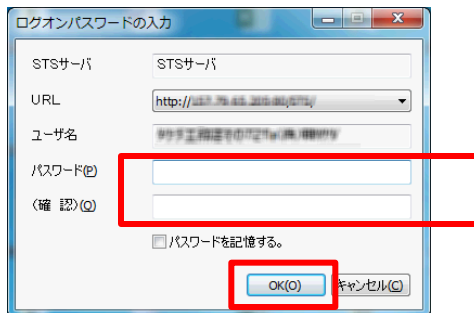 ログオンパスワードの入力
STSサーバ STSサーバ
URL http://
ユーザ名
パスワード(P)
(確 認)(O)
パスワードを記憶する。
OK(O) キャンセル(C)